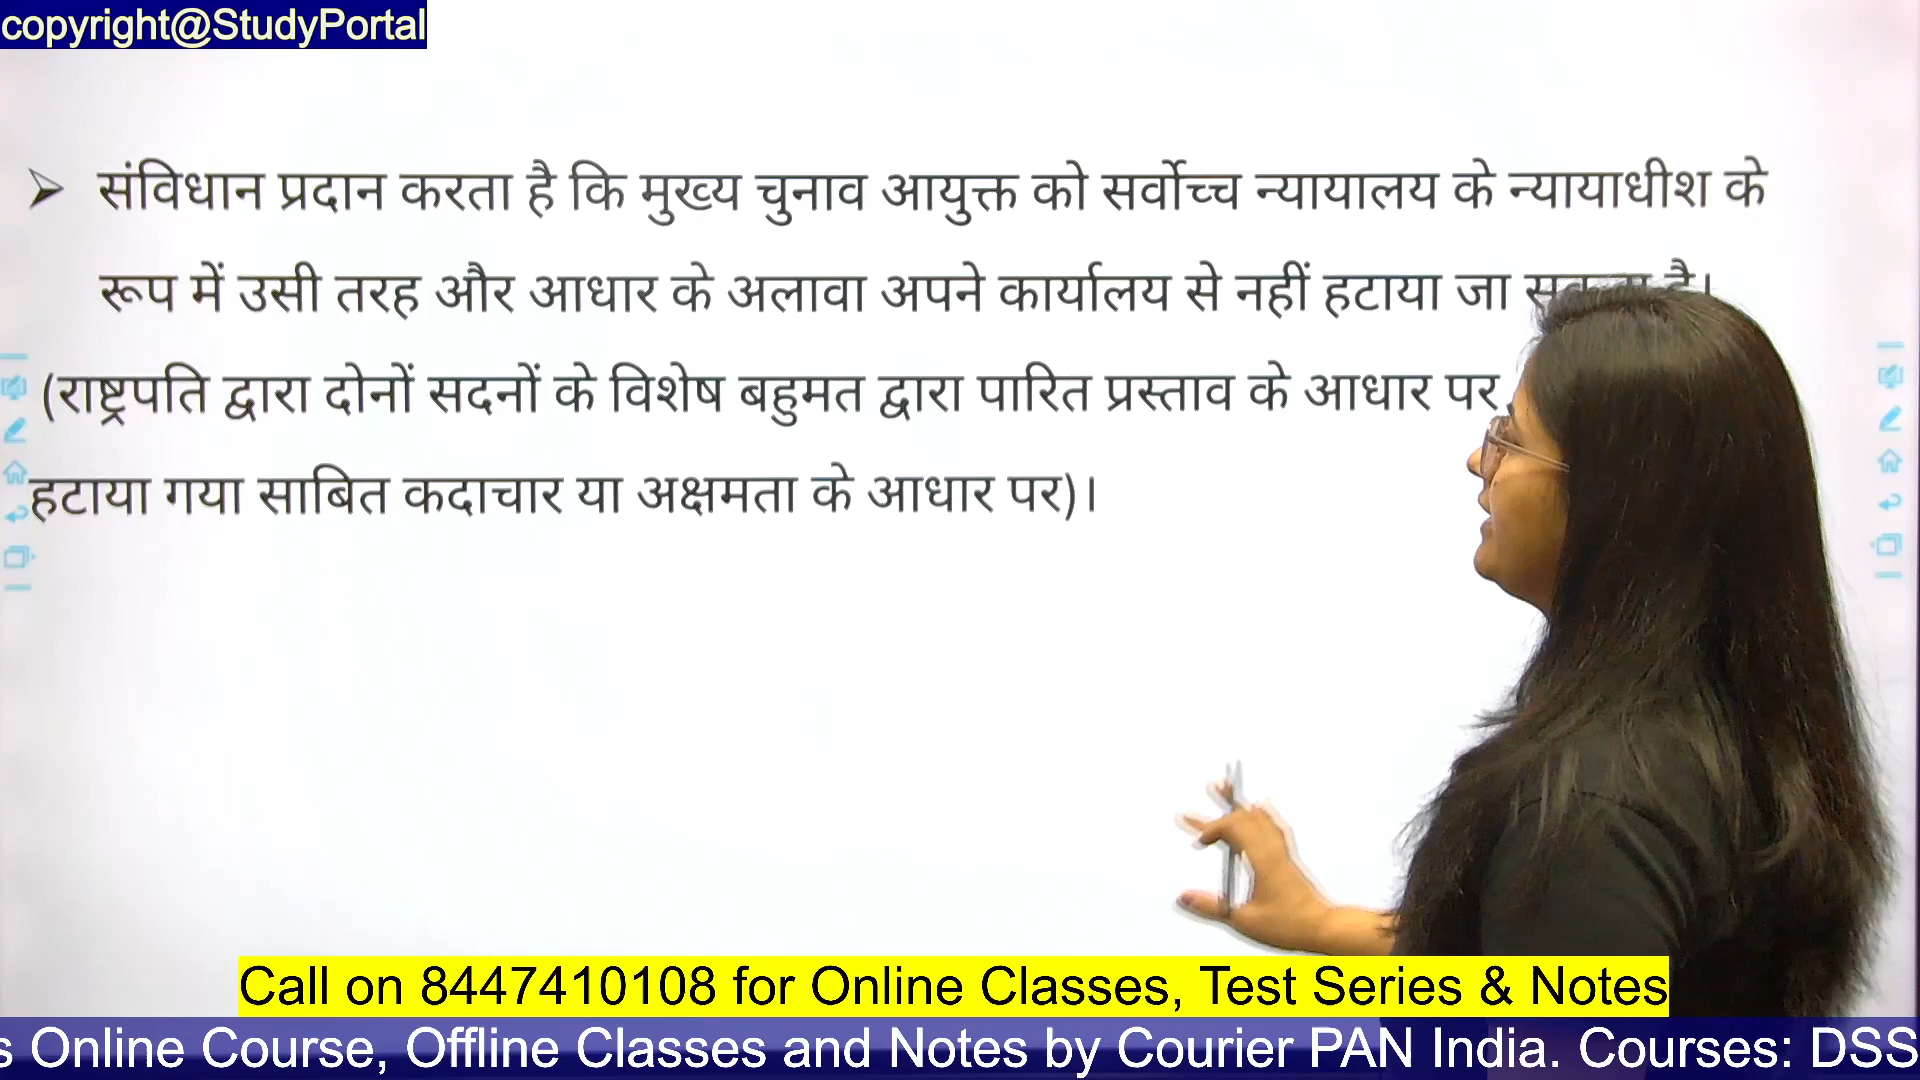 copyright@StudyPortal
➢ संविधान प्रदान करता है कि मुख्य चुनाव आयुक्त को सर्वोच्च न्यायालय के न्यायाधीश के
रूप में उसी तरह और आधार के अलावा अपने कार्यालय से नहीं हटाया जा है।
(राष्ट्रपति द्वारा दोनों सदनों के विशेष बहुमत द्वारा पारित प्रस्ताव के आधार पर
हटाया गया साबित कदाचार या अक्षमता के आधार पर)।
Call on 8447410108 for Online Classes, Test Series & Notes
s Online Course, Offline Classes and Notes by Courier PAN India. Courses: DSS